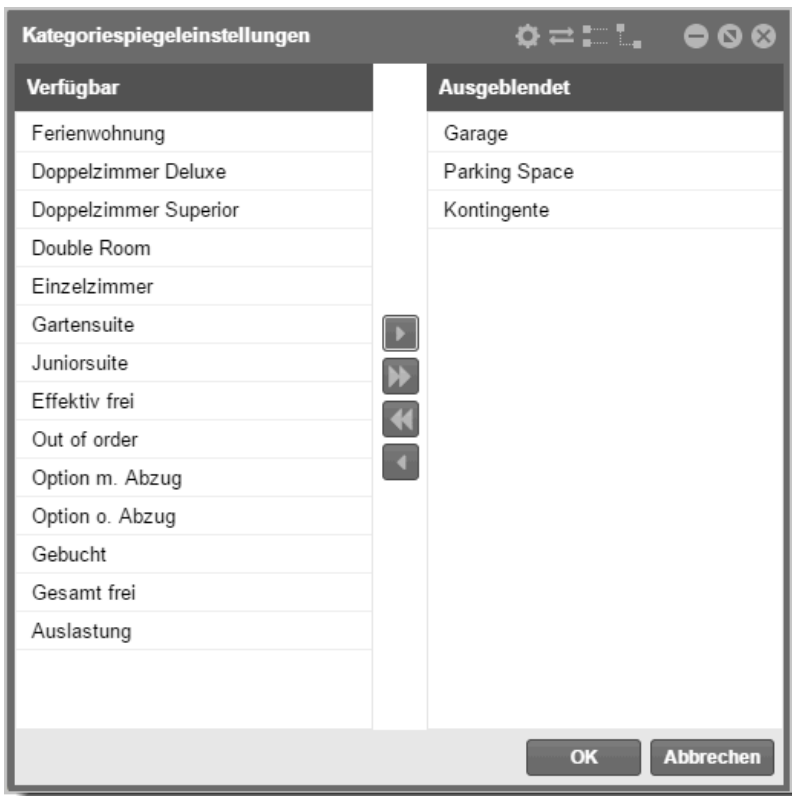 Kategoriespiegeleinstellungen
Verfügbar
Ferienwohnung
Doppelzimmer Deluxe
Doppelzimmer Superior
Double Room
Einzelzimmer
Gartensuite
Juniorsuite
Effektiv frei
Out of order
Option m. Abzug
Option o. Abzug
Gebucht
Gesamt frei
Auslastung
Ausgeblendet
Garage
Parking Space
Kontingente
OK
Abbrechen